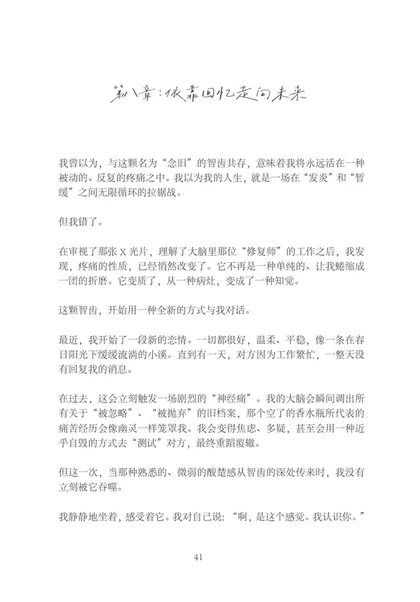 第八章：依靠回忆走向未来
我曾以为，与这颗名为“念旧”的智齿共存，意味着我将永远活在一种
被动的、反复的疼痛之中。我以为我的人生，就是一场在“发炎”和“暂
缓”之间无限循环的拉锯战。
但我错了。
在审视了那张 X 光片，理解了大脑里那位“修复师”的工作之后，我发
现，疼痛的性质，已经悄然改变了。它不再是一种单纯的、让我蜷缩成
一团的折磨。它变质了，从一种病灶，变成了一种知觉。
这颗智齿，开始用一种全新的方式与我对话。
最近，我开始了一段新的恋情。一切都很好，温柔、平稳，像一条在春
日阳光下缓缓流淌的小溪。直到有一天，对方因为工作繁忙，一整天没
有回复我的消息。
在过去，这会立刻触发一场剧烈的“神经痛”。我的大脑会瞬间调出所
有关于“被忽略”、“被抛弃”的旧档案，那个空了的香水瓶所代表的
痛苦经历会像幽灵一样笼罩我。我会变得焦虑、多疑，甚至会用一种近
乎自毁的方式去“测试”对方，最终重蹈覆辙。
但这一次，当那种熟悉的、微弱的酸楚感从智齿的深处传来时，我没有
立刻被它吞噬。
我静静地坐着，感受着它。我对自己说：“啊，是这个感觉。我认识你。”
41